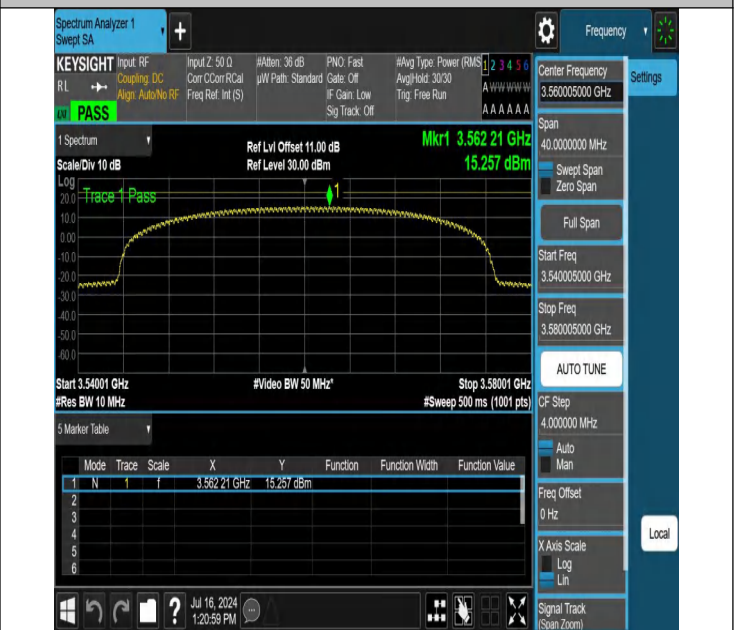 Spectrum Analyzer 1
Swept SA
+
Frequency
KEYSIGHT
RL
PASS
Input: RF
Coupling: DC
Align: Auto/No RF
Input Z: 50 Ω
Corr CCorr RCal
Freq Ref: Int (S)
#Atten: 36 dB
µW Path: Standard
PNO: Fast
Gate: Off
IF Gain: Low
Sig Track: Off
#Avg Type: Power (RMS
Avg|Hold: 30/30
Trig: Free Run
1 2 3 4 5 6
A W W W W W
A A A A A A
1 Spectrum
Scale/Div 10 dB
Ref Lvl Offset 11.00 dB
Ref Level 30.00 dBm
Mkr1 3.562 21 GHz
15.257 dBm
Log
Trace 1 Pass
1
20.0
10.0
0.00
-10.0
-20.0
-30.0
-40.0
-50.0
-60.0
Start 3.54001 GHz
#Res BW 10 MHz
#Video BW 50 MHz*
Stop 3.58001 GHz
#Sweep 500 ms (1001 pts)
5 Marker Table
Mode Trace Scale X Y Function Function Width Function Value
1 N 1 f 3.562 21 GHz 15.257 dBm
2
3
4
5
6
?
Jul 16, 2024
1:20:59 PM
Center Frequency
3.560005000 GHz
Settings
Span
40.0000000 MHz
Swept Span
Zero Span
Full Span
Start Freq
3.540005000 GHz
Stop Freq
3.580005000 GHz
AUTO TUNE
CF Step
4.000000 MHz
Auto
Man
Freq Offset
0 Hz
X Axis Scale
Log
Lin
Signal Track
(Span Zoom)
Local